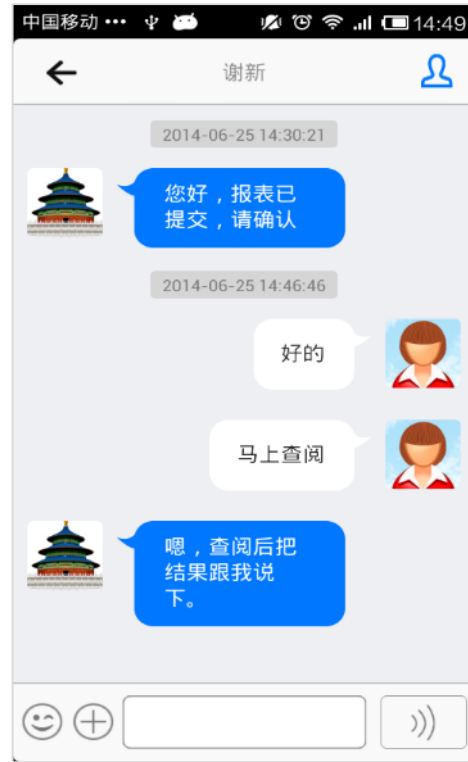 中国移动 ••• 14:49
谢新
2014-06-25 14:30:21
您好，报表已
提交，请确认
2014-06-25 14:46:46
好的
马上查阅
嗯，查阅后把
结果跟我说
下。